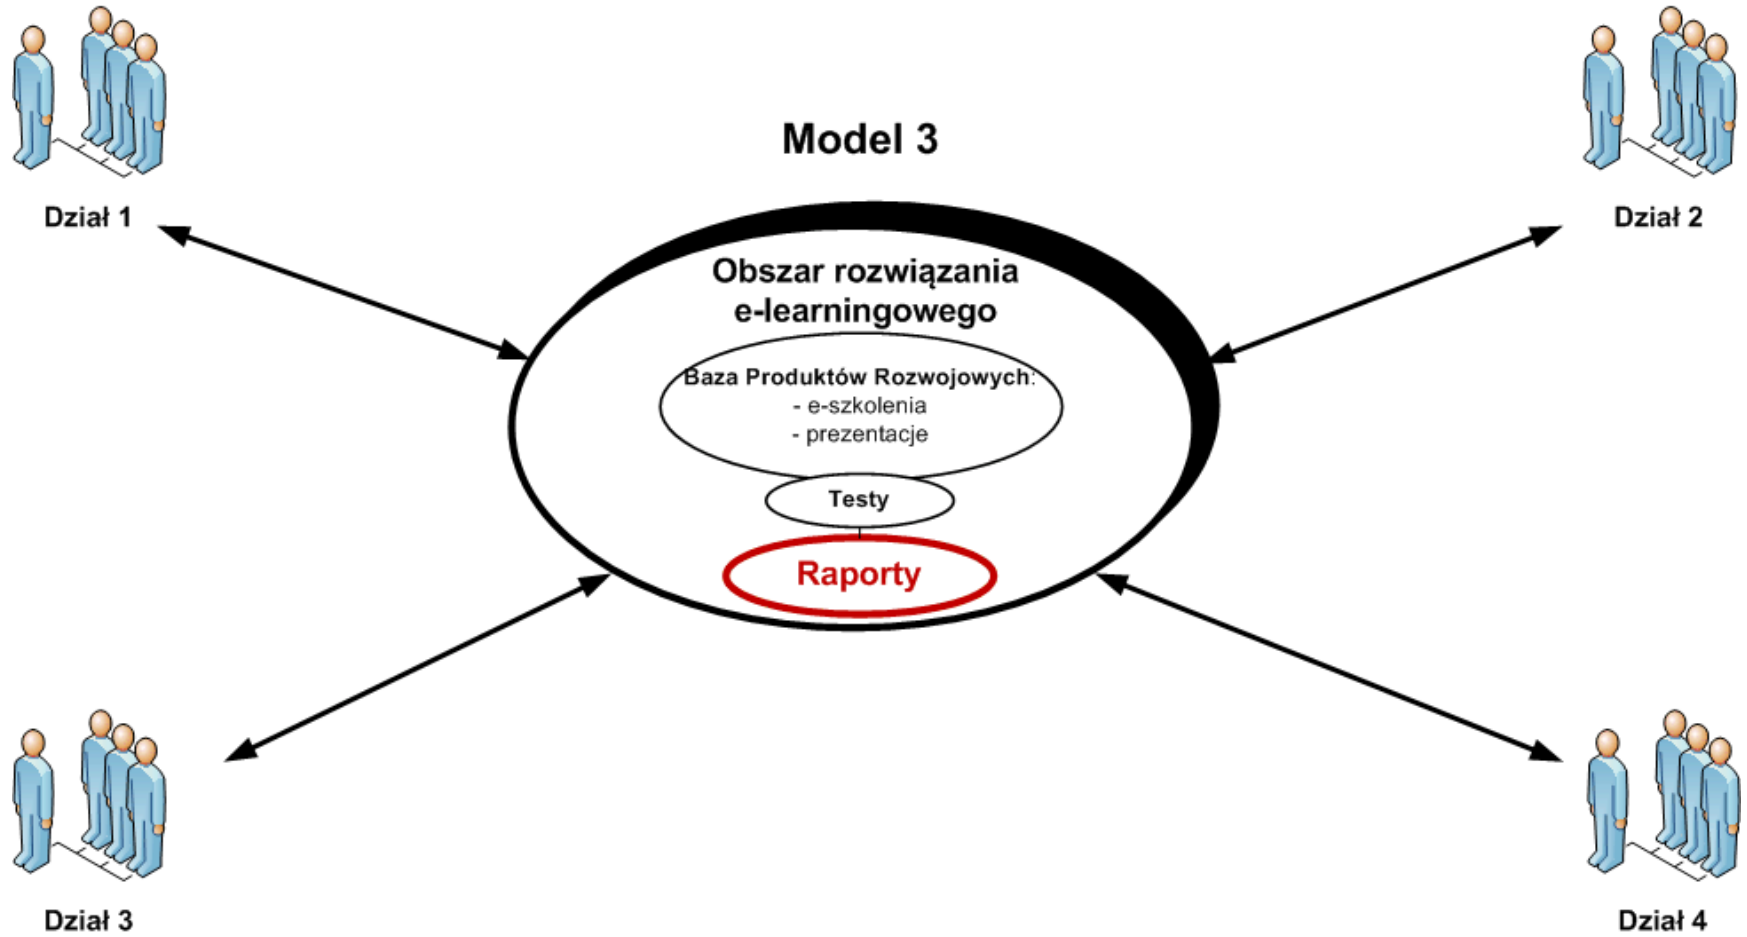 Model 3
Dział 1
Dział 2
Obszar rozwiązania
e-learningowego
Baza Produktów Rozwojowych:
- e-szkolenia
- prezentacje
Testy
Raporty
Dział 3
Dział 4